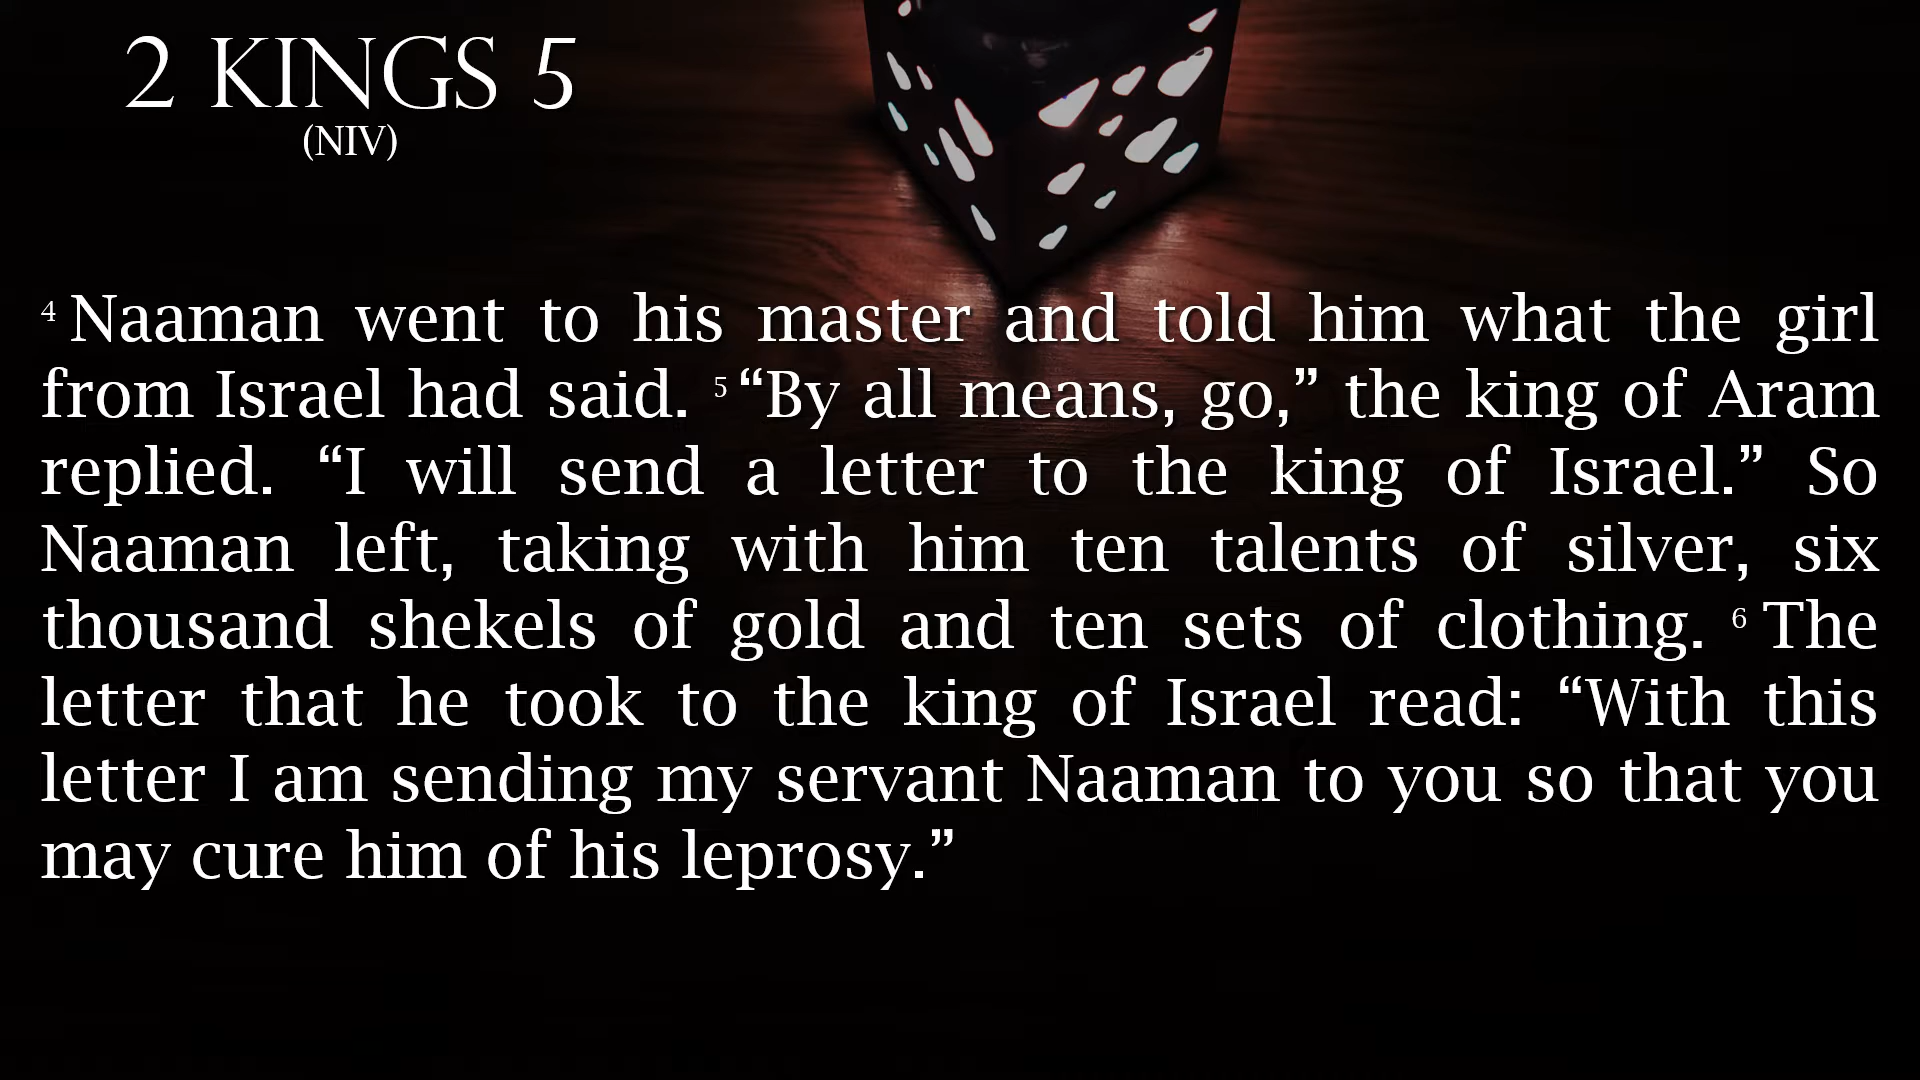 2 KINGS 5
(NIV)
4 Naaman went to his master and told him what the girl
from Israel had said. 5 “By all means, go,” the king of Aram
replied. “I will send a letter to the king of Israel.” So
Naaman left, taking with him ten talents of silver, six
thousand shekels of gold and ten sets of clothing. 6 The
letter that he took to the king of Israel read: “With this
letter I am sending my servant Naaman to you so that you
may cure him of his leprosy.”